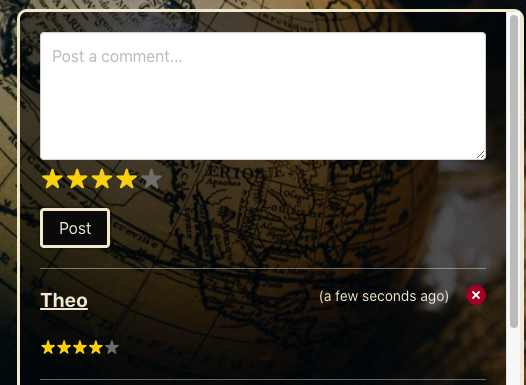 Post a comment...
Post
Theo
(a few seconds ago)